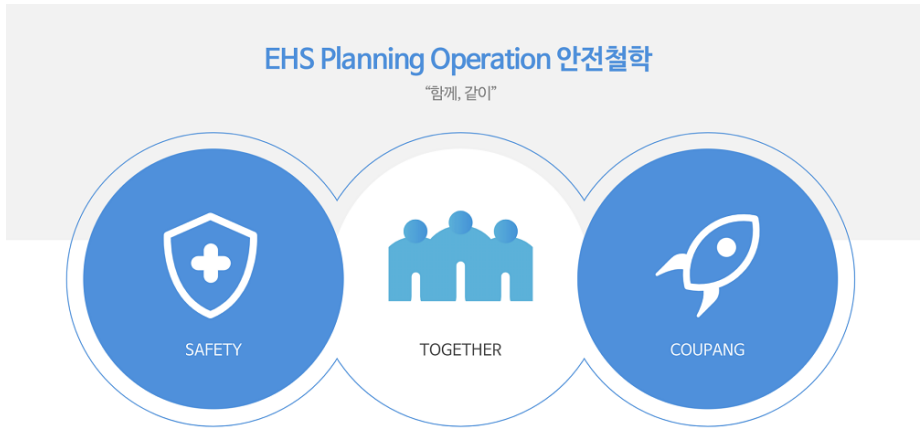 EHS Planning Operation 안전철학
“함께, 같이”
SAFETY
TOGETHER
COUPANG